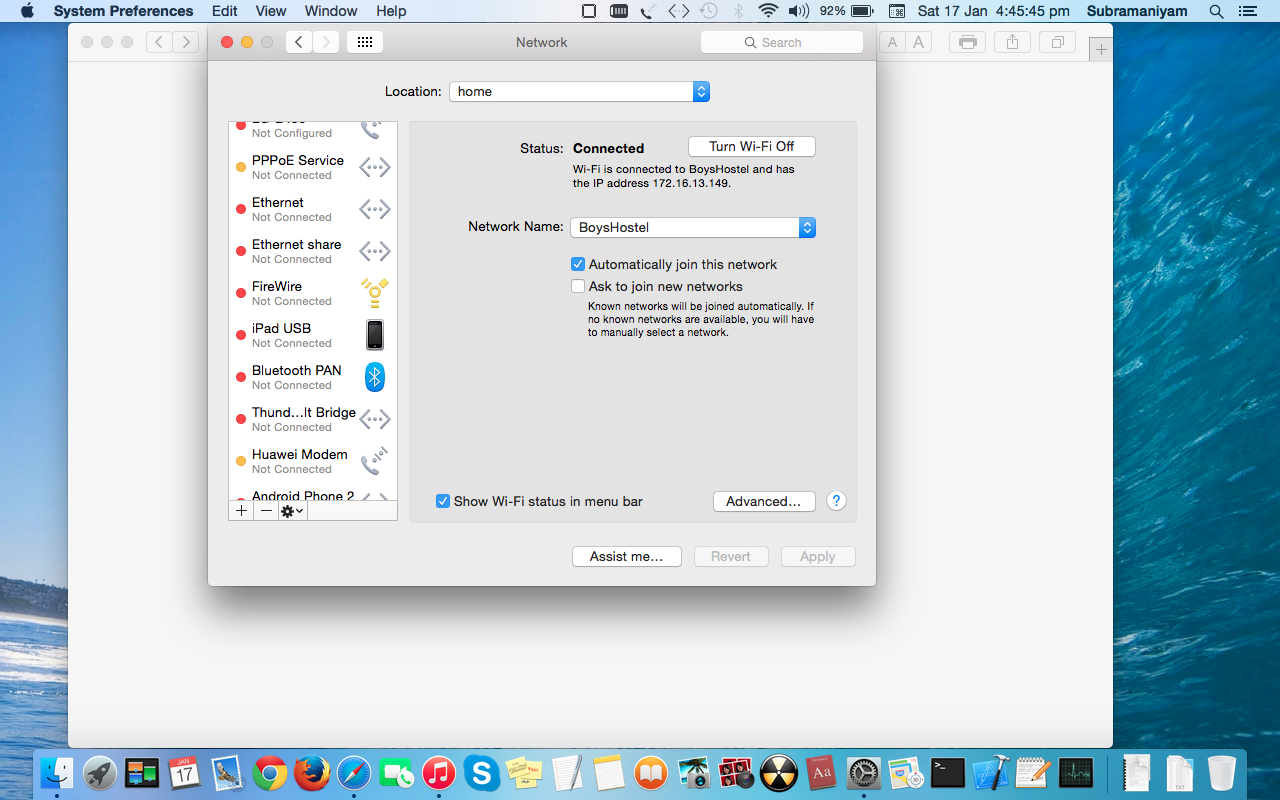 System Preferences Edit View Window Help 92% Sat 17 Jan 4:45:45 pm Subramaniyam
Network
Search
A A
Location: home
Not Configured
PPPoE Service
Not Connected
Ethernet
Not Connected
Ethernet share
Not Connected
FireWire
Not Connected
iPad USB
Not Connected
Bluetooth PAN
Not Connected
Thund...lt Bridge
Not Connected
Huawei Modem
Not Connected
Android Phone 2
Status: Connected
Turn Wi-Fi Off
Wi-Fi is connected to BoysHostel and has
the IP address 172.16.13.149.
Network Name: BoysHostel
Automatically join this network
Ask to join new networks
Known networks will be joined automatically. If
no known networks are available, you will have
to manually select a network.
Show Wi-Fi status in menu bar
Advanced...
?
Assist me...
Revert
Apply
JAN
17
S
Aa
TXT